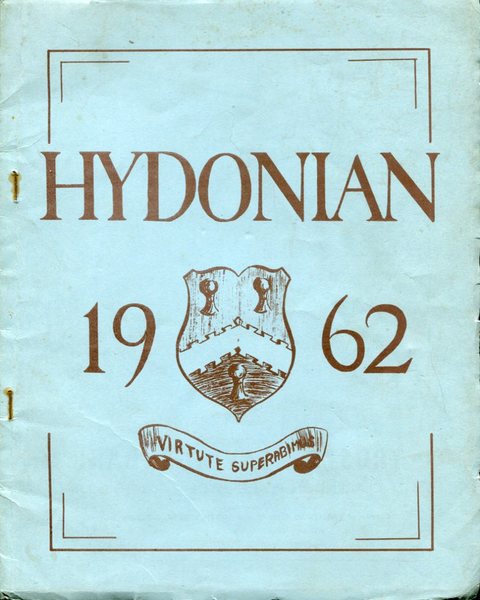 HYDONIAN
19 62
VIRTUTE SUPERABIMUS